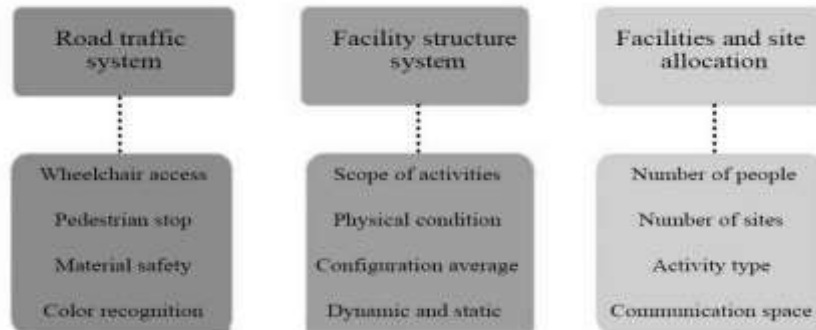 Road traffic
system
Facility structure
system
Facilities and site
allocation
Wheelchair access
Pedestrian stop
Material safety
Color recognition
Scope of activities
Physical condition
Configuration average
Dynamic and static
Number of people
Number of sites
Activity type
Communication space